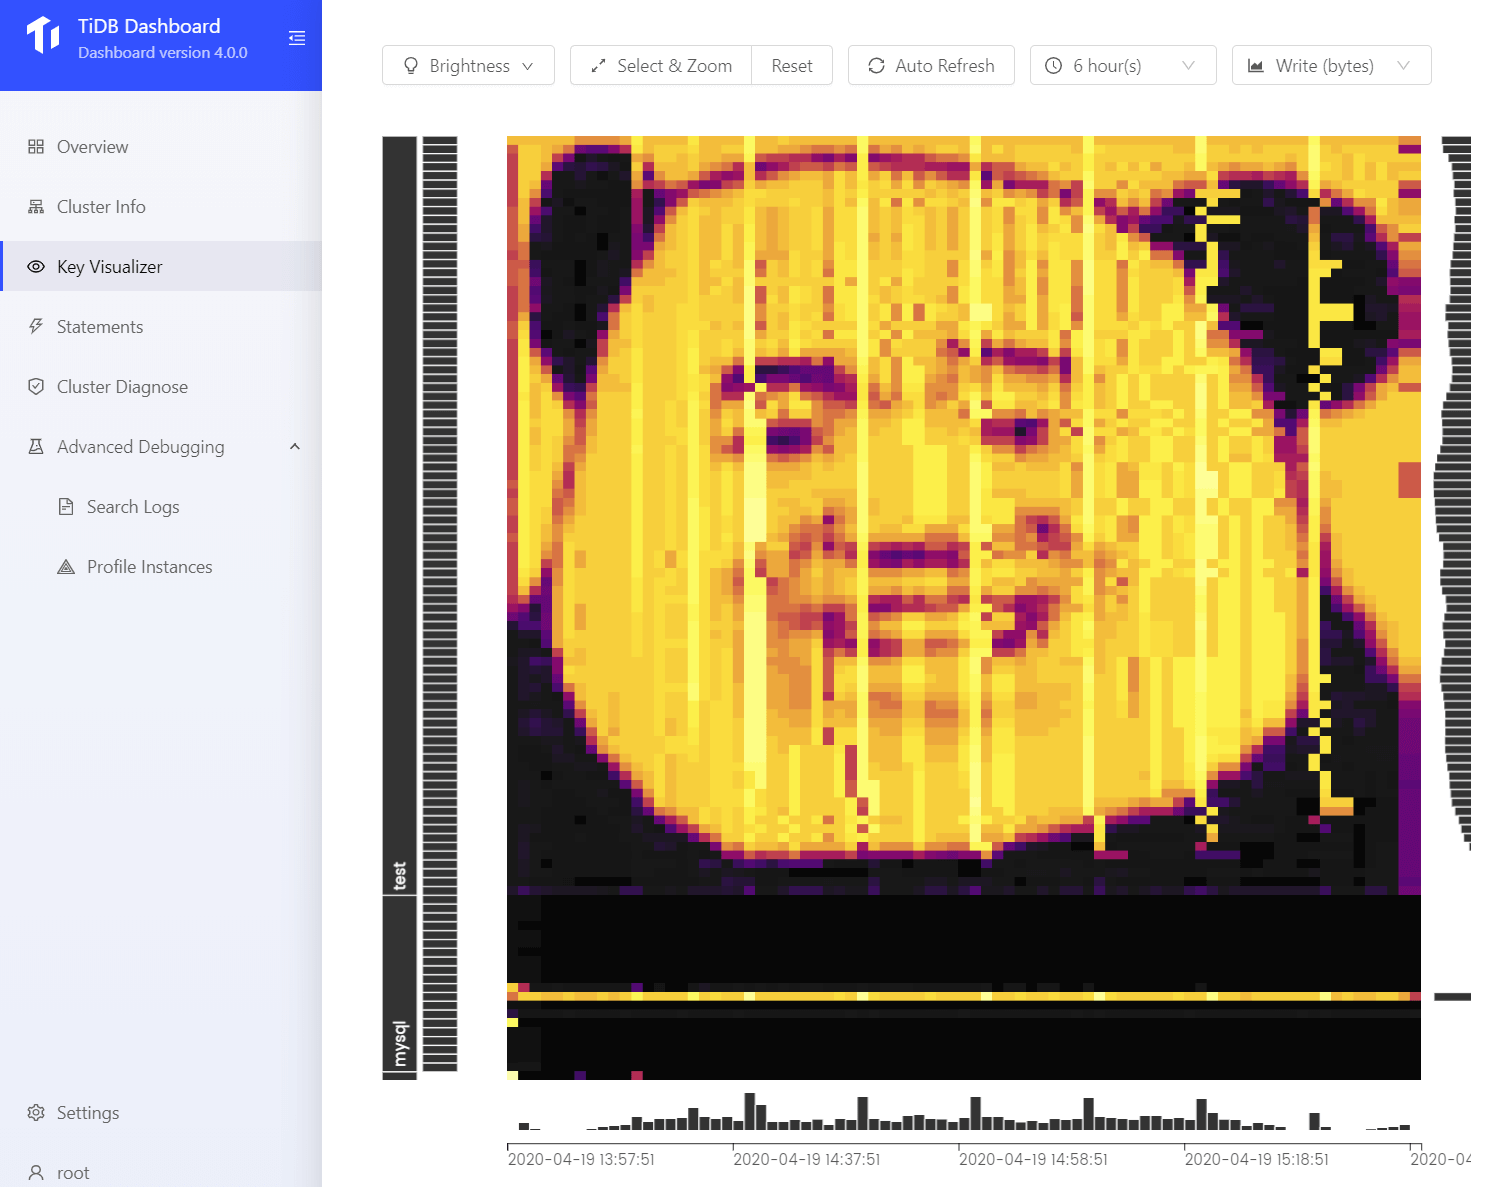 TiDB Dashboard
Dashboard version 4.0.0
Overview
Cluster Info
Key Visualizer
Statements
Cluster Diagnose
Advanced Debugging
Search Logs
Profile Instances
Settings
root
Brightness
Select & Zoom
Reset
Auto Refresh
6 hour(s)
Write (bytes)
test
mysql
2020-04-19 13:57:51
2020-04-19 14:37:51
2020-04-19 14:58:51
2020-04-19 15:18:51
2020-04